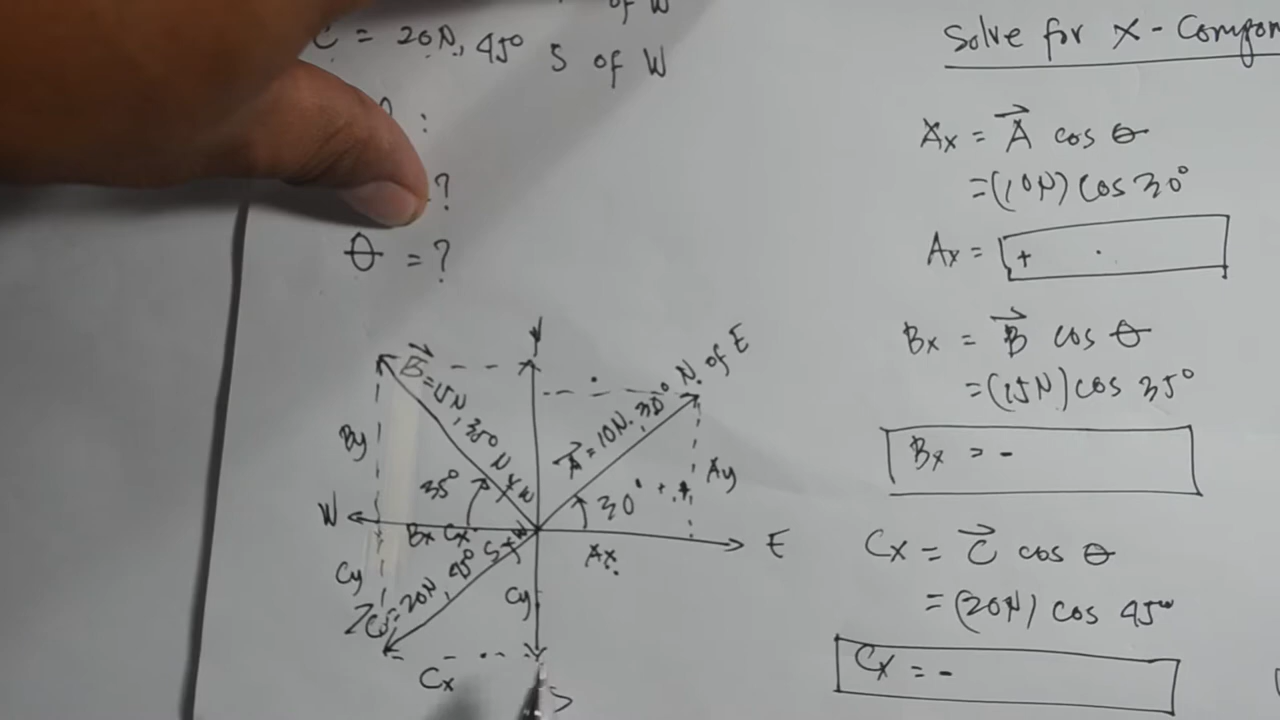 of W
C = 20N, 45° S of W
:
?
θ = ?
N
B = 15N, 35° N of W
A = 10N, 30° N. of E
By
Ay
35°
30°
W
E
Bx Cx
Ax
C = 20N, 45° S of W
Cy
Cy
Cx
S
Solve for X - Compon
Ax = A cos θ
= (10N) cos 30°
Ax = +
Bx = B cos θ
= (15N) cos 35°
Bx = -
Cx = C cos θ
= (20N) cos 45°
Cx = -